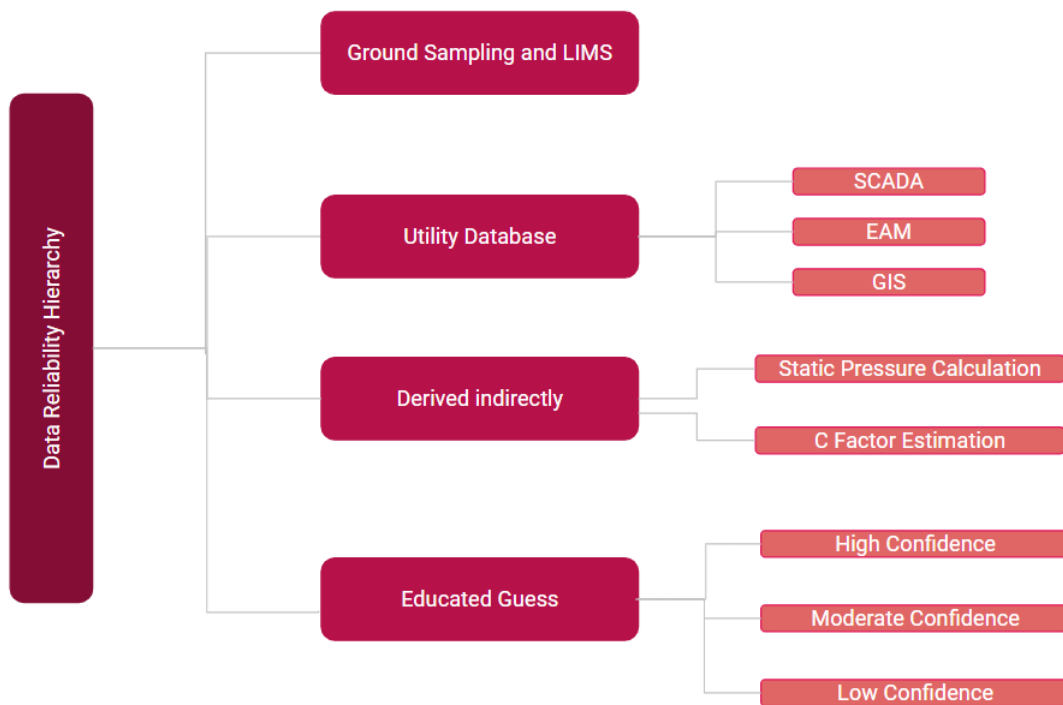 Data Reliability Hierarchy
Ground Sampling and LIMS
Utility Database
SCADA
EAM
GIS
Derived indirectly
Static Pressure Calculation
C Factor Estimation
Educated Guess
High Confidence
Moderate Confidence
Low Confidence